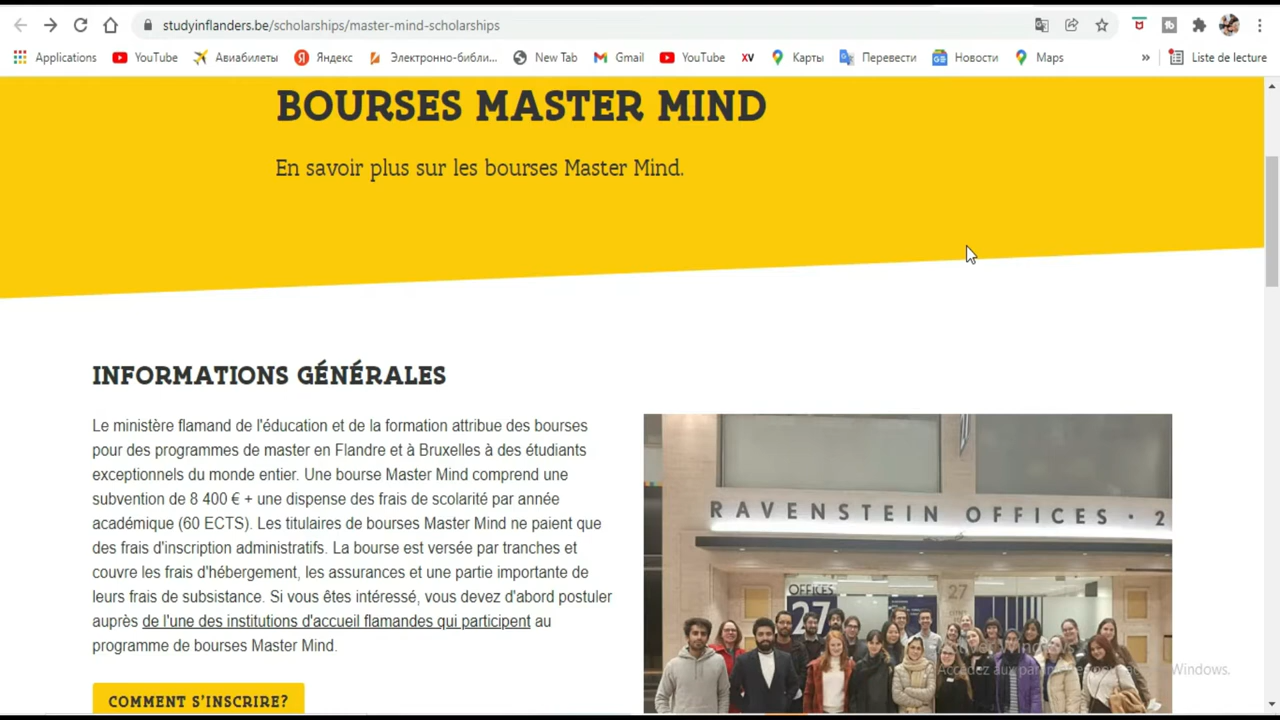 studyinflanders.be/scholarships/master-mind-scholarships
Applications YouTube Авиабилеты Яндекс Электронно-библи... New Tab Gmail YouTube XV Карты Перевести Новости Maps » Liste de lecture
BOURSES MASTER MIND
En savoir plus sur les bourses Master Mind.
INFORMATIONS GÉNÉRALES
Le ministère flamand de l'éducation et de la formation attribue des bourses
pour des programmes de master en Flandre et à Bruxelles à des étudiants
exceptionnels du monde entier. Une bourse Master Mind comprend une
subvention de 8 400 € + une dispense des frais de scolarité par année
académique (60 ECTS). Les titulaires de bourses Master Mind ne paient que
des frais d'inscription administratifs. La bourse est versée par tranches et
couvre les frais d'hébergement, les assurances et une partie importante de
leurs frais de subsistance. Si vous êtes intéressé, vous devez d'abord postuler
auprès de l'une des institutions d'accueil flamandes qui participent au
programme de bourses Master Mind.
COMMENT S'INSCRIRE?
RAVENSTEIN OFFICES · 2
OFFICES
27
27
Windows
Windows.